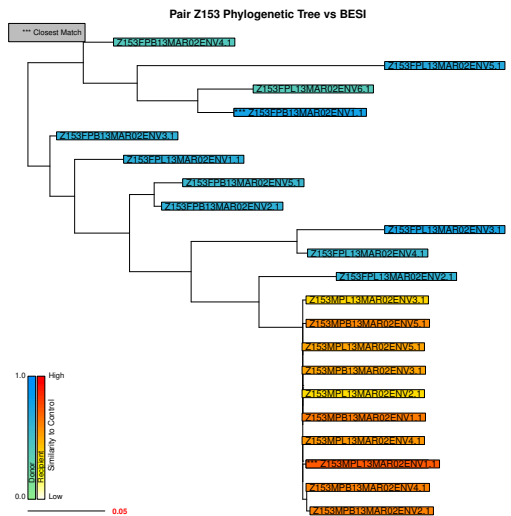 Pair Z153 Phylogenetic Tree vs BESI
*** Closest Match
Z153FPB13MAR02ENV4.1
Z153FPL13MAR02ENV5.1
Z153FPL13MAR02ENV6.1
*** Z153FPB13MAR02ENV1.1
Z153FPB13MAR02ENV3.1
Z153FPL13MAR02ENV1.1
Z153FPB13MAR02ENV5.1
Z153FPB13MAR02ENV2.1
Z153FPL13MAR02ENV3.1
Z153FPL13MAR02ENV4.1
Z153FPL13MAR02ENV2.1
Z153MPL13MAR02ENV3.1
Z153MPB13MAR02ENV5.1
Z153MPL13MAR02ENV5.1
Z153MPB13MAR02ENV3.1
Z153MPL13MAR02ENV2.1
Z153MPB13MAR02ENV1.1
Z153MPL13MAR02ENV4.1
*** Z153MPL13MAR02ENV1.1
Z153MPB13MAR02ENV4.1
Z153MPB13MAR02ENV2.1
1.0
High
Donor
Recipient
Similarity to Control
0.0
Low
0.05